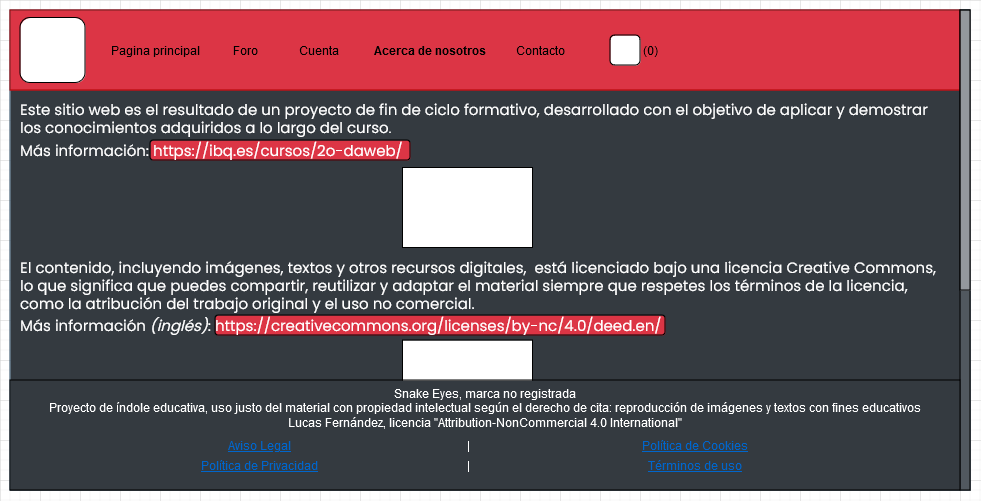 Pagina principal Foro Cuenta Acerca de nosotros Contacto (0)
Este sitio web es el resultado de un proyecto de fin de ciclo formativo, desarrollado con el objetivo de aplicar y demostrar
los conocimientos adquiridos a lo largo del curso.
Más información: https://ibq.es/cursos/2o-daweb/
El contenido, incluyendo imágenes, textos y otros recursos digitales, está licenciado bajo una licencia Creative Commons,
lo que significa que puedes compartir, reutilizar y adaptar el material siempre que respetes los términos de la licencia,
como la atribución del trabajo original y el uso no comercial.
Más información (inglés): https://creativecommons.org/licenses/by-nc/4.0/deed.en/
Snake Eyes, marca no registrada
Proyecto de índole educativa, uso justo del material con propiedad intelectual según el derecho de cita: reproducción de imágenes y textos con fines educativos
Lucas Fernández, licencia "Attribution-NonCommercial 4.0 International"
Aviso Legal | Política de Cookies
Política de Privacidad | Términos de uso